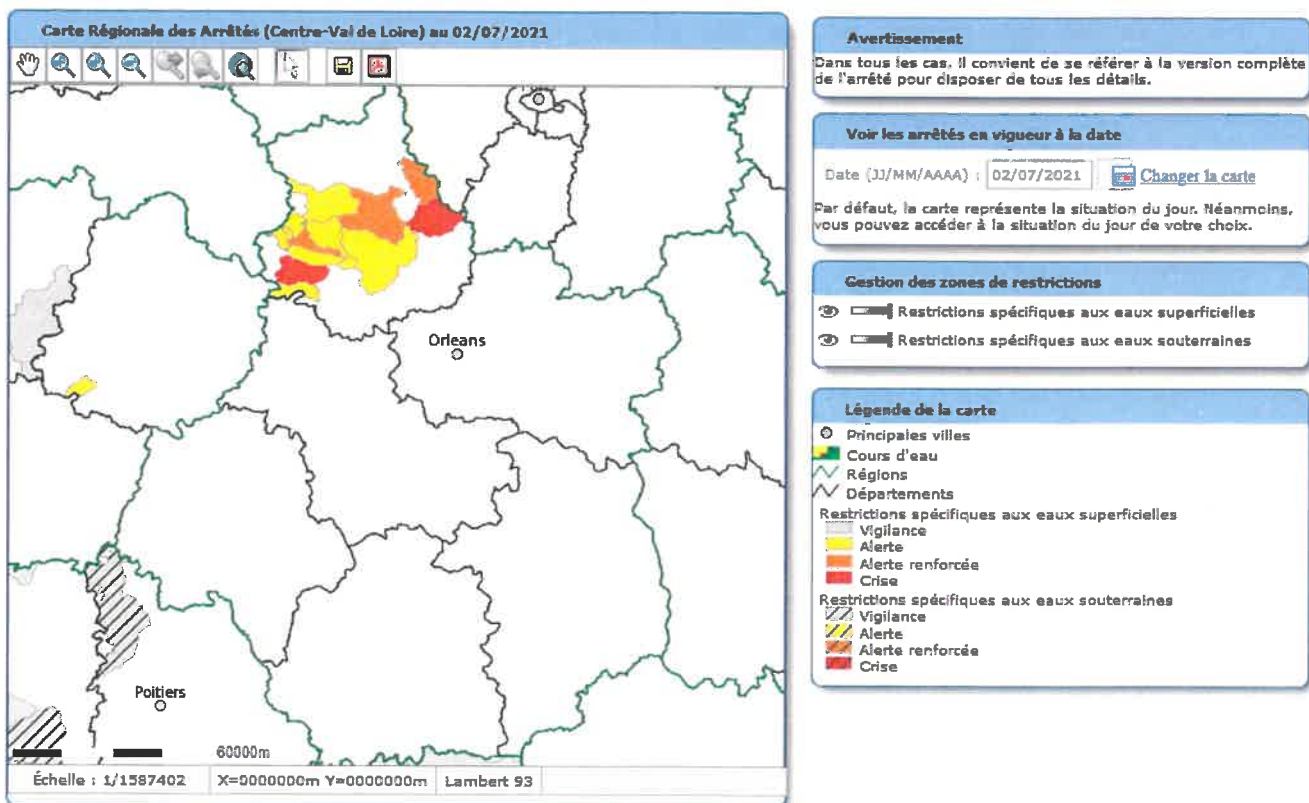 Carte Régionale des Arrêtés (Centre-Val de Loire) au 02/07/2021
Orleans
Poitiers
60000m
Échelle : 1/1587402
X=0000000m Y=0000000m
Lambert 93
Avertissement
Dans tous les cas, il convient de se référer à la version complète
de l'arrêté pour disposer de tous les détails.
Voir les arrêtés en vigueur à la date
Date (JJ/MM/AAAA) : 02/07/2021 Changer la carte
Par défaut, la carte représente la situation du jour. Néanmoins,
vous pouvez accéder à la situation du jour de votre choix.
Gestion des zones de restrictions
Restrictions spécifiques aux eaux superficielles
Restrictions spécifiques aux eaux souterraines
Légende de la carte
Principales villes
Cours d'eau
Régions
Départements
Restrictions spécifiques aux eaux superficielles
Vigilance
Alerte
Alerte renforcée
Crise
Restrictions spécifiques aux eaux souterraines
Vigilance
Alerte
Alerte renforcée
Crise